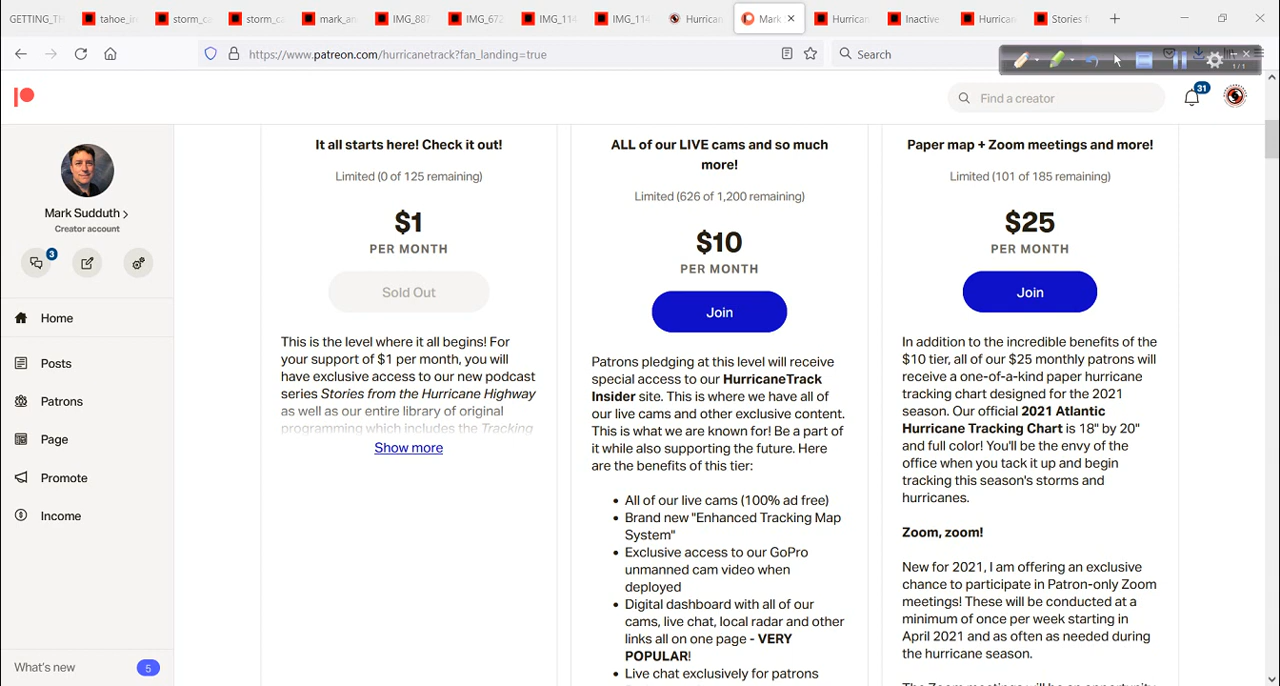 GETTING_TH
tahoe_in
storm_ca
storm_ca
mark_an
IMG_887
IMG_672
IMG_114
IMG_114
Hurrican
Mark
Hurrican
Inactive
Hurrican
Stories f
https://www.patreon.com/hurricanetrack?fan_landing=true
Search
1/1
Find a creator
31
Mark Sudduth
Creator account
3
Home
Posts
Patrons
Page
Promote
Income
What's new
5
It all starts here! Check it out!
Limited (0 of 125 remaining)
$1
PER MONTH
Sold Out
This is the level where it all begins! For
your support of $1 per month, you will
have exclusive access to our new podcast
series Stories from the Hurricane Highway
as well as our entire library of original
programming which includes the Tracking
Show more
ALL of our LIVE cams and so much
more!
Limited (626 of 1,200 remaining)
$10
PER MONTH
Join
Patrons pledging at this level will receive
special access to our HurricaneTrack
Insider site. This is where we have all of
our live cams and other exclusive content.
This is what we are known for! Be a part of
it while also supporting the future. Here
are the benefits of this tier:
All of our live cams (100% ad free)
Brand new "Enhanced Tracking Map
System"
Exclusive access to our GoPro
unmanned cam video when
deployed
Digital dashboard with all of our
cams, live chat, local radar and other
links all on one page - VERY
POPULAR!
Live chat exclusively for patrons
Paper map + Zoom meetings and more!
Limited (101 of 185 remaining)
$25
PER MONTH
Join
In addition to the incredible benefits of the
$10 tier, all of our $25 monthly patrons will
receive a one-of-a-kind paper hurricane
tracking chart designed for the 2021
season. Our official 2021 Atlantic
Hurricane Tracking Chart is 18" by 20"
and full color! You'll be the envy of the
office when you tack it up and begin
tracking this season's storms and
hurricanes.
Zoom, zoom!
New for 2021, I am offering an exclusive
chance to participate in Patron-only Zoom
meetings! These will be conducted at a
minimum of once per week starting in
April 2021 and as often as needed during
the hurricane season.
The Zoom meetings will be an opportunity